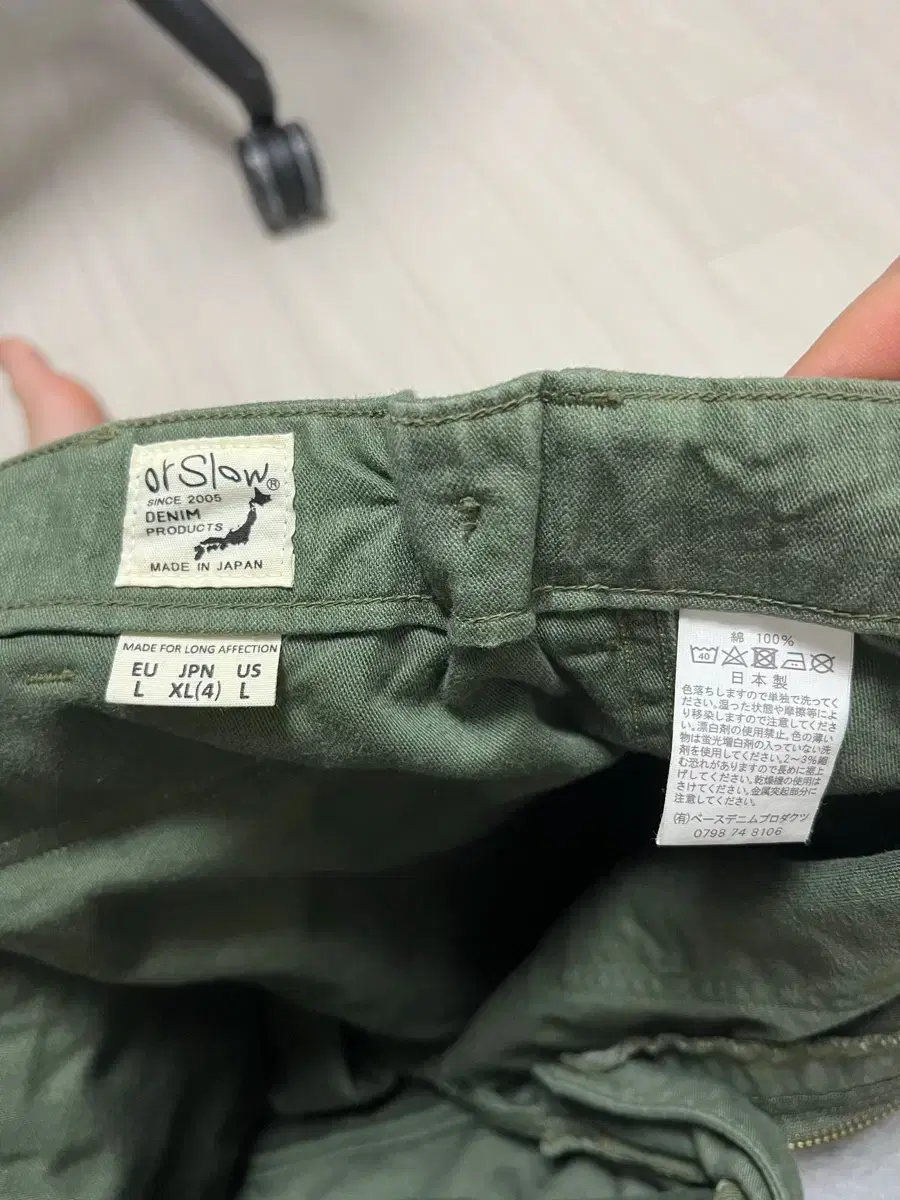 orSlow®
SINCE 2005
DENIM
PRODUCTS
MADE IN JAPAN
MADE FOR LONG AFFECTION
EU JPN US
L XL(4) L
綿 100%
40
日本製
色落ちしますので単独で洗ってく
ださい。湿った状態や摩擦等によ
り移染しますので注意してくださ
い。漂白剤の使用禁止。色の薄い
物は蛍光増白剤の入っていない洗
剤を使用してください。2〜3%縮
む恐れがありますので長めに裾上
げしてください。乾燥機の使用は
さけてください。金属突起部分に
注意してください。
(有)ベースデニムプロダクツ
0798 74 8106